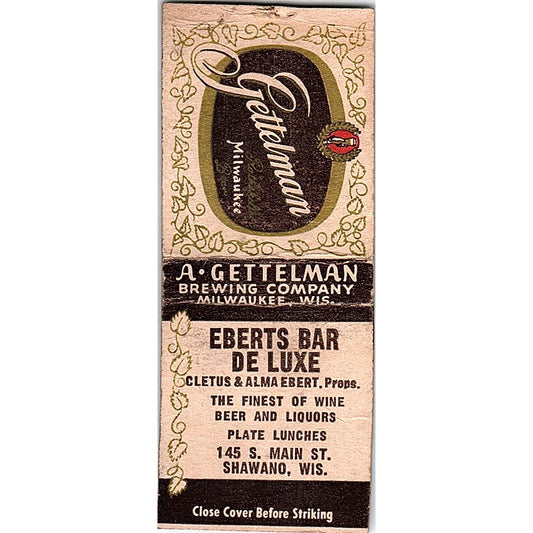 Gettelman
Milwaukee
A·GETTELMAN
BREWING COMPANY
MILWAUKEE, WIS.
EBERTS BAR
DE LUXE
CLETUS & ALMA EBERT, Props.
THE FINEST OF WINE
BEER AND LIQUORS
PLATE LUNCHES
145 S. MAIN ST.
SHAWANO, WIS.
Close Cover Before Striking